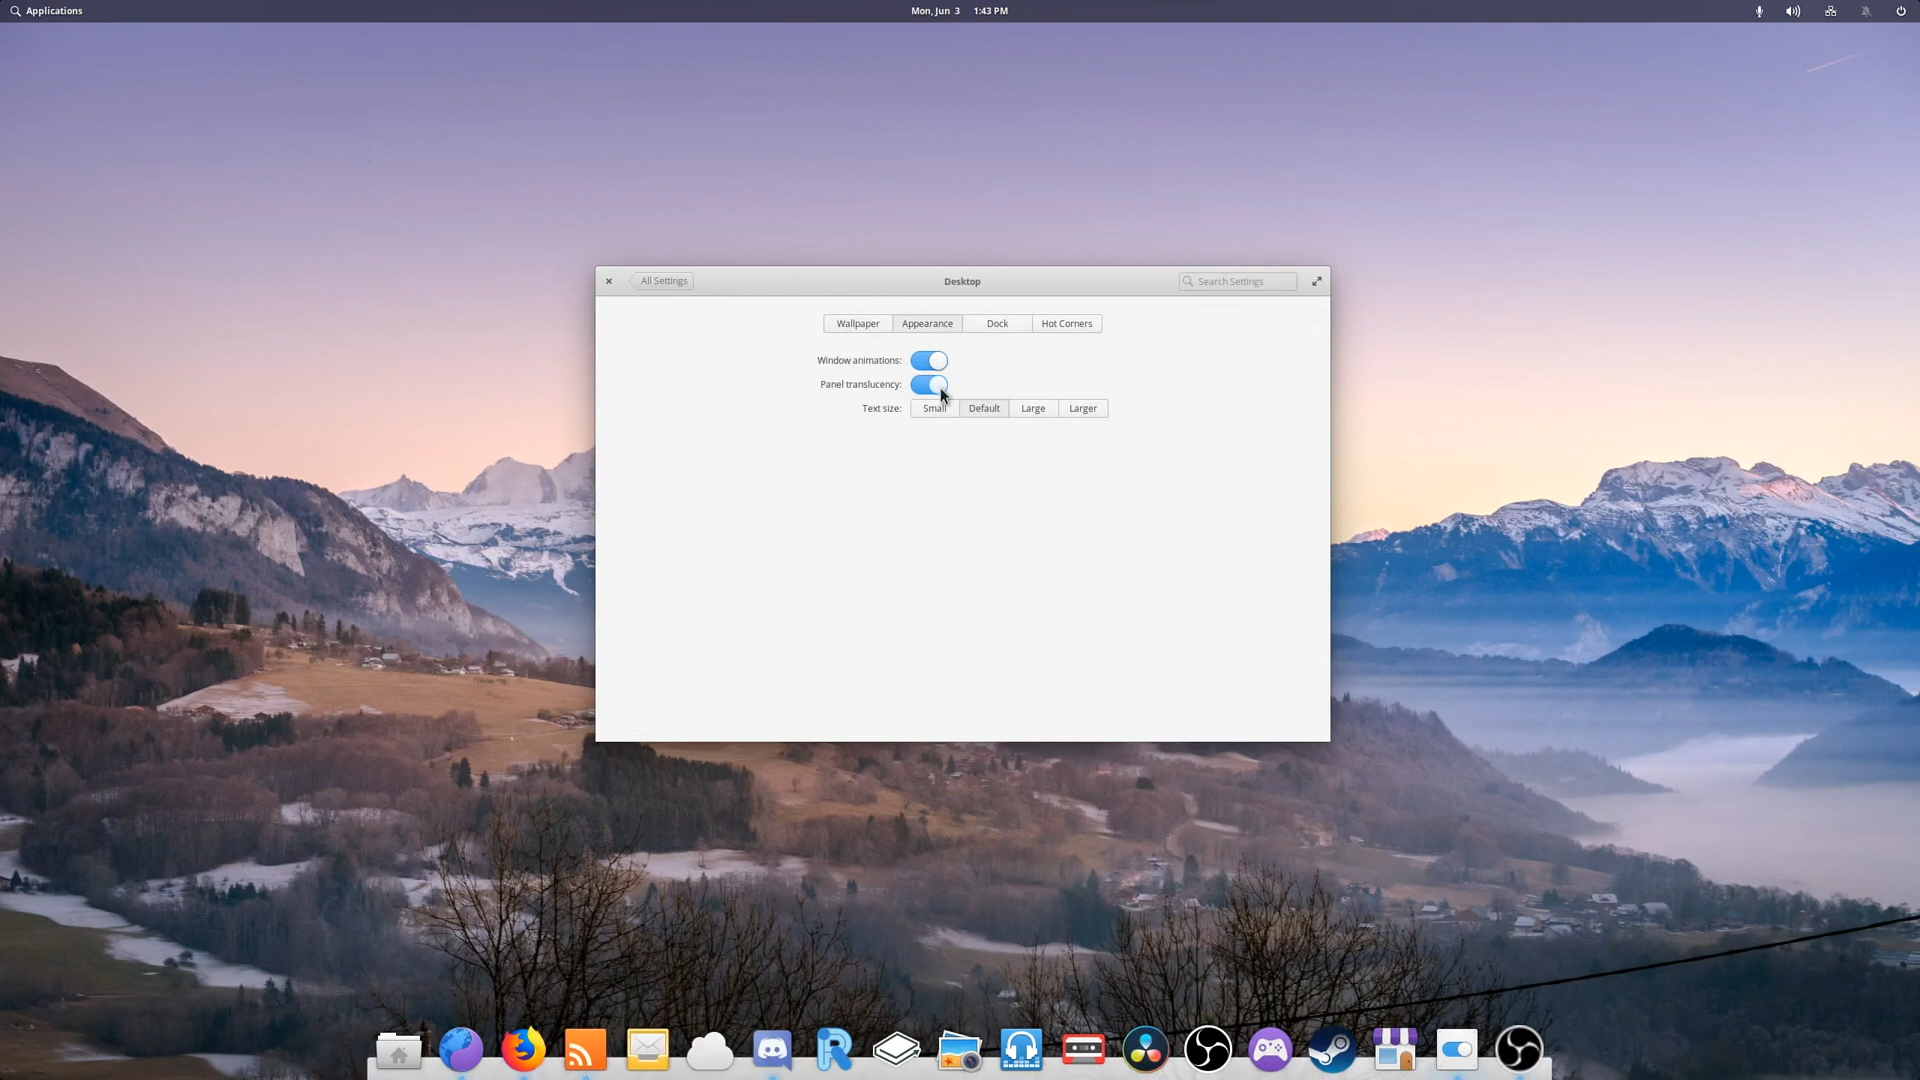 Applications
Mon, Jun 3 1:43 PM
All Settings
Desktop
Search Settings
Wallpaper
Appearance
Dock
Hot Corners
Window animations:
Panel translucency:
Text size:
Small
Default
Large
Larger